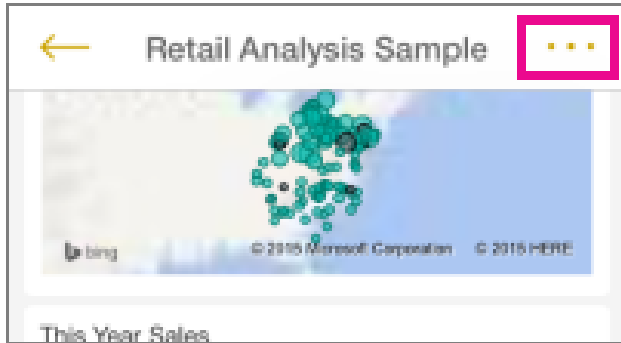 Retail Analysis Sample
bing
© 2015 Microsoft Corporation © 2015 HERE
This Year Sales